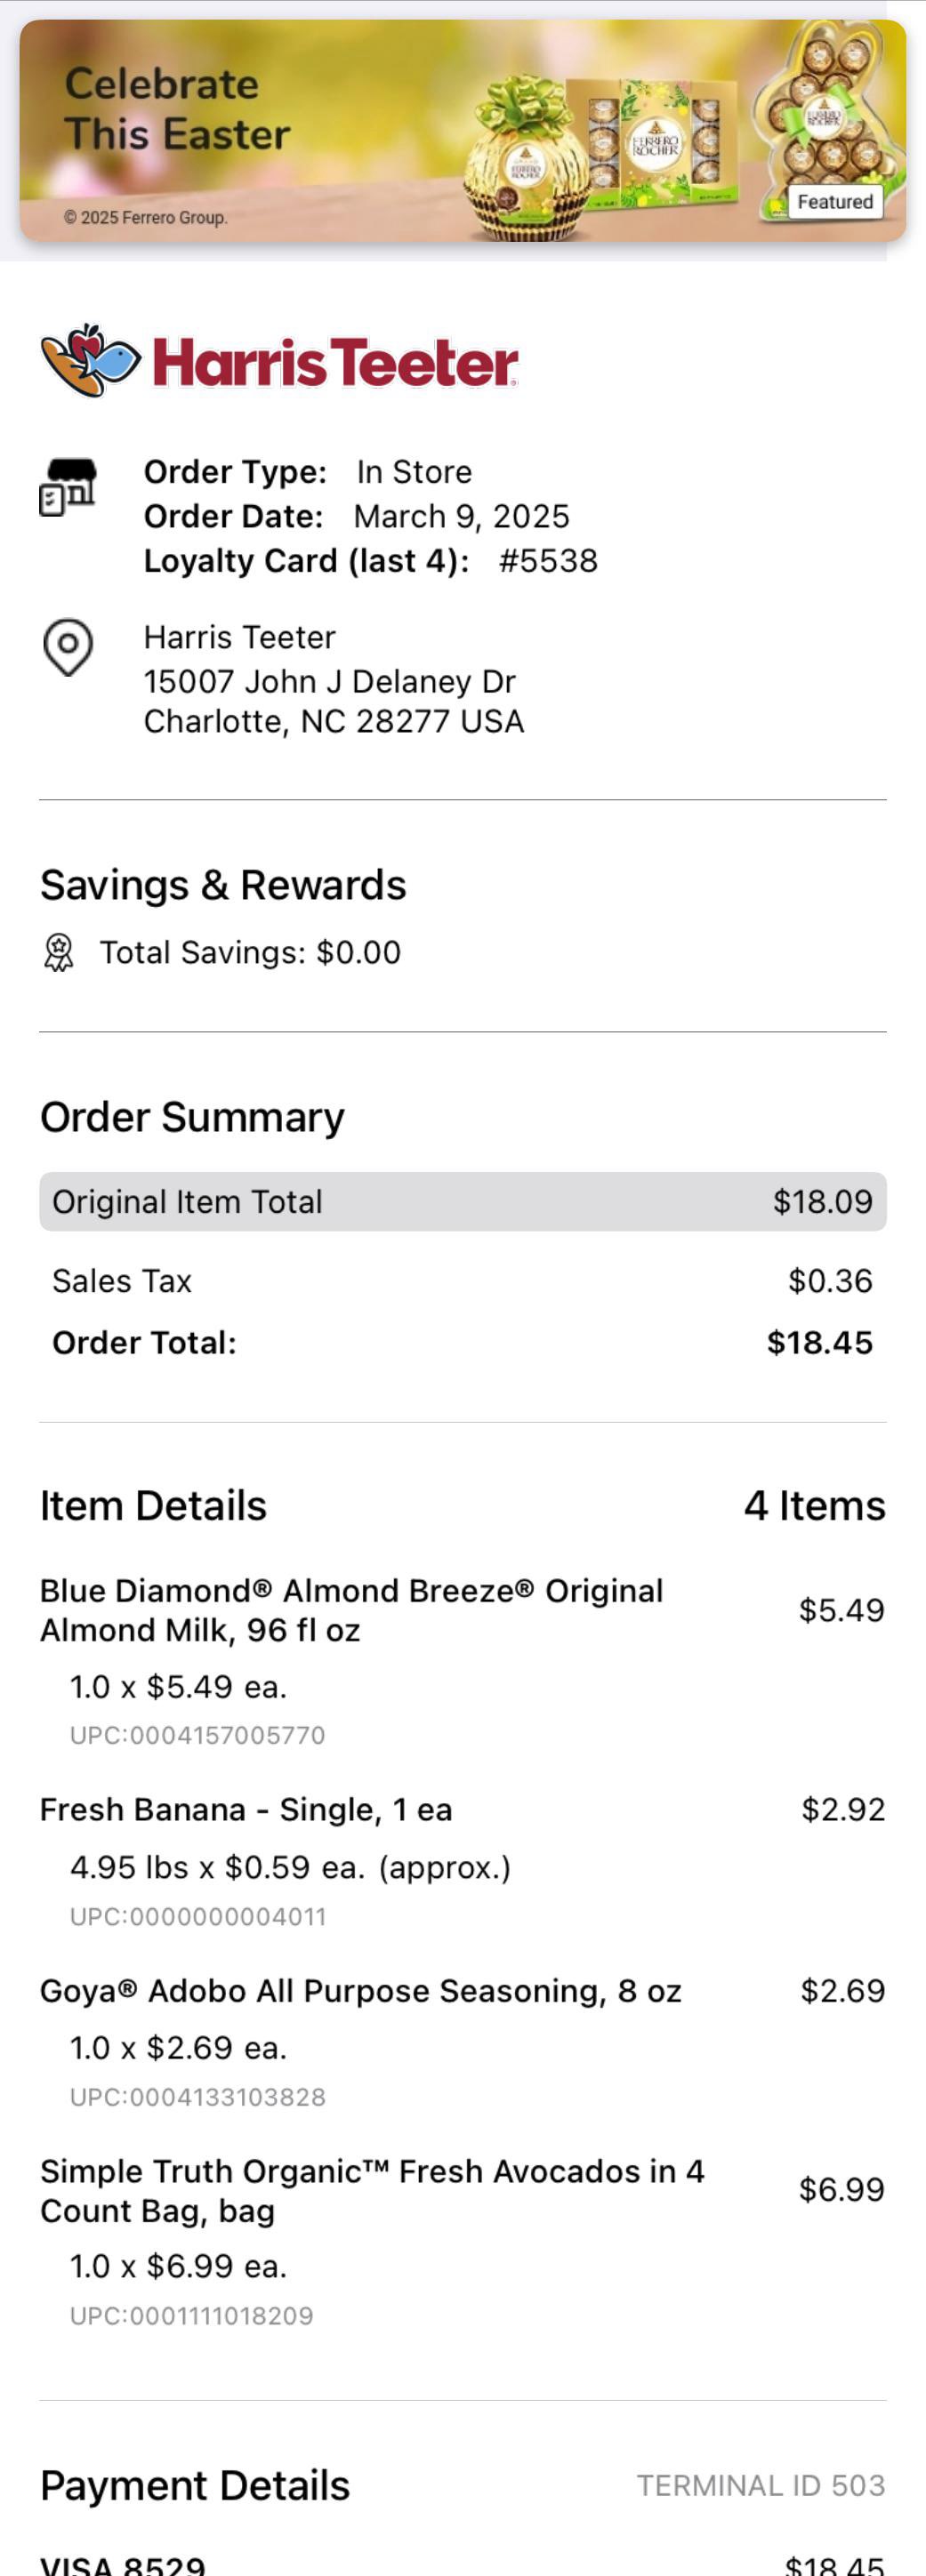 Celebrate
This Easter
© 2025 Ferrero Group.
FERRERO
ROCHER
FERRERO
ROCHER
FERRERO
ROCHER
Featured
Harris Teeter
Order Type: In Store
Order Date: March 9, 2025
Loyalty Card (last 4): #5538
Harris Teeter
15007 John J Delaney Dr
Charlotte, NC 28277 USA
Savings & Rewards
Total Savings: $0.00
Order Summary
Original Item Total $18.09
Sales Tax $0.36
Order Total: $18.45
Item Details 4 Items
Blue Diamond® Almond Breeze® Original
Almond Milk, 96 fl oz $5.49
1.0 x $5.49 ea.
UPC:0004157005770
Fresh Banana - Single, 1 ea $2.92
4.95 lbs x $0.59 ea. (approx.)
UPC:0000000004011
Goya® Adobo All Purpose Seasoning, 8 oz $2.69
1.0 x $2.69 ea.
UPC:0004133103828
Simple Truth Organic™ Fresh Avocados in 4
Count Bag, bag $6.99
1.0 x $6.99 ea.
UPC:0001111018209
Payment Details TERMINAL ID 503
VISA 8529 $18.45